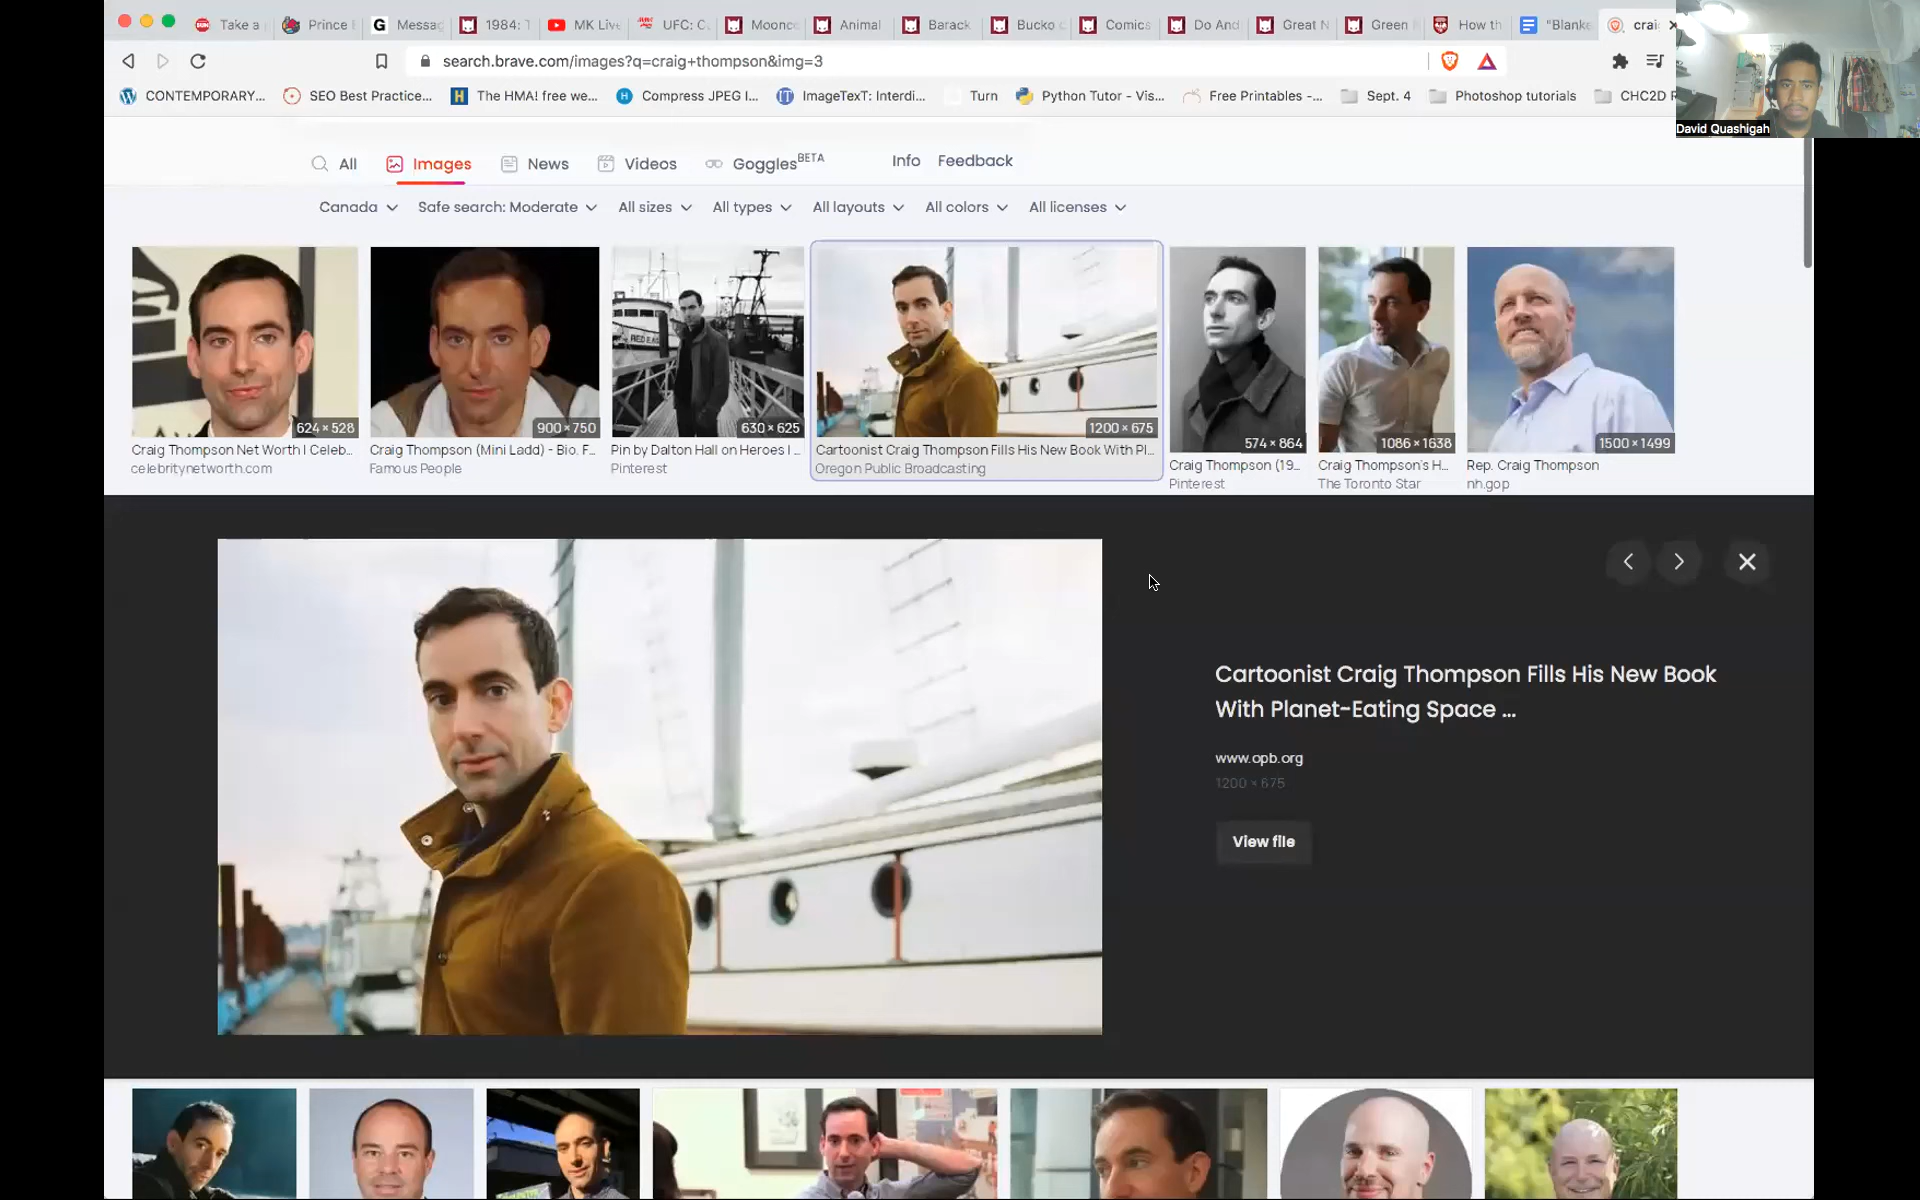 Take a
Prince
Messa
1984: T
MK Liv
UFC: C
Moonc
Animal
Barack
Bucko c
Comics
Do And
Great N
Green
How th
"Blanke
crai
search.brave.com/images?q=craig+thompson&img=3
CONTEMPORARY...
SEO Best Practice...
The HMA! free we...
Compress JPEG I...
ImageTexT: Interdi...
Turn
Python Tutor - Vis...
Free Printables -...
Sept. 4
Photoshop tutorials
CHC2D R
David Quashigah
All
Images
News
Videos
Goggles BETA
Info
Feedback
Canada
Safe search: Moderate
All sizes
All types
All layouts
All colors
All licenses
624 × 528
900 × 750
630 × 625
1200 × 675
574 × 864
1086 × 1638
1500 × 1499
Craig Thompson Net Worth | Celeb...
celebritynetworth.com
Craig Thompson (Mini Ladd) - Bio, F...
Famous People
Pin by Dalton Hall on Heroes I ...
Pinterest
Cartoonist Craig Thompson Fills His New Book With Pl...
Oregon Public Broadcasting
Craig Thompson (19...
Pinterest
Craig Thompson's H...
The Toronto Star
Rep. Craig Thompson
nh.gop
Cartoonist Craig Thompson Fills His New Book
With Planet-Eating Space ...
www.opb.org
1200 × 675
View file